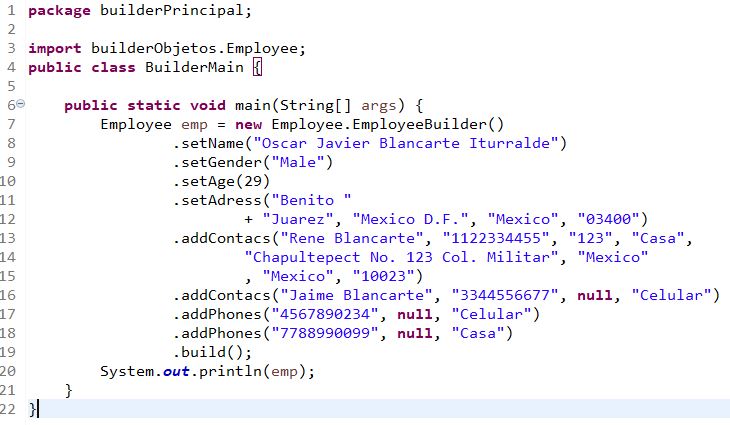 1 package builderPrincipal;
2
3 import builderObjetos.Employee;
4 public class BuilderMain {
5
6 public static void main(String[] args) {
7 Employee emp = new Employee.EmployeeBuilder()
8 .setName("Oscar Javier Blancarte Iturralde")
9 .setGender("Male")
10 .setAge(29)
11 .setAdress("Benito "
12 + "Juarez", "Mexico D.F.", "Mexico", "03400")
13 .addContacs("Rene Blancarte", "1122334455", "123", "Casa",
14 "Chapultepect No. 123 Col. Militar", "Mexico"
15 , "Mexico", "10023")
16 .addContacs("Jaime Blancarte", "3344556677", null, "Celular")
17 .addPhones("4567890234", null, "Celular")
18 .addPhones("7788990099", null, "Casa")
19 .build();
20 System.out.println(emp);
21 }
22 }